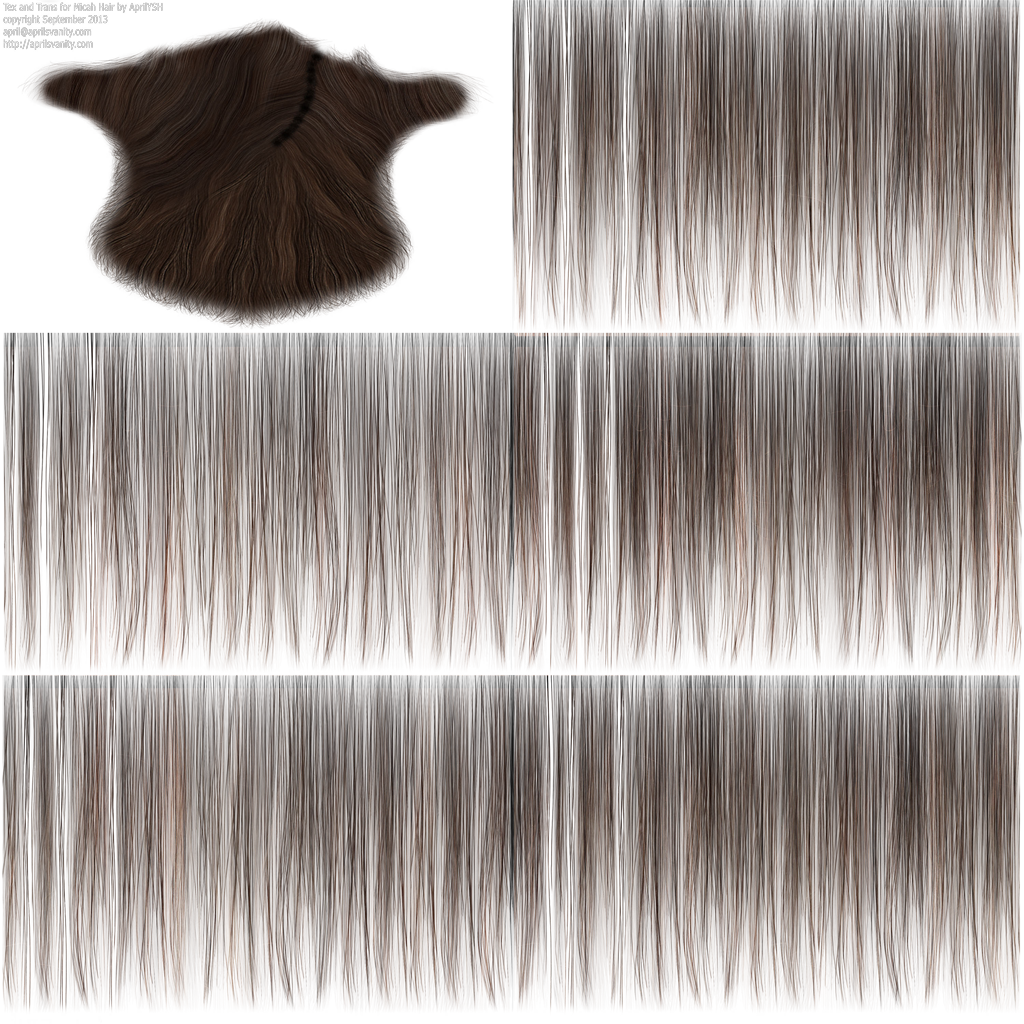 Tex and Trans for Micah Hair by AprilYSH
copyright September 2013
april@aprilsvanity.com
http://aprilsvanity.com